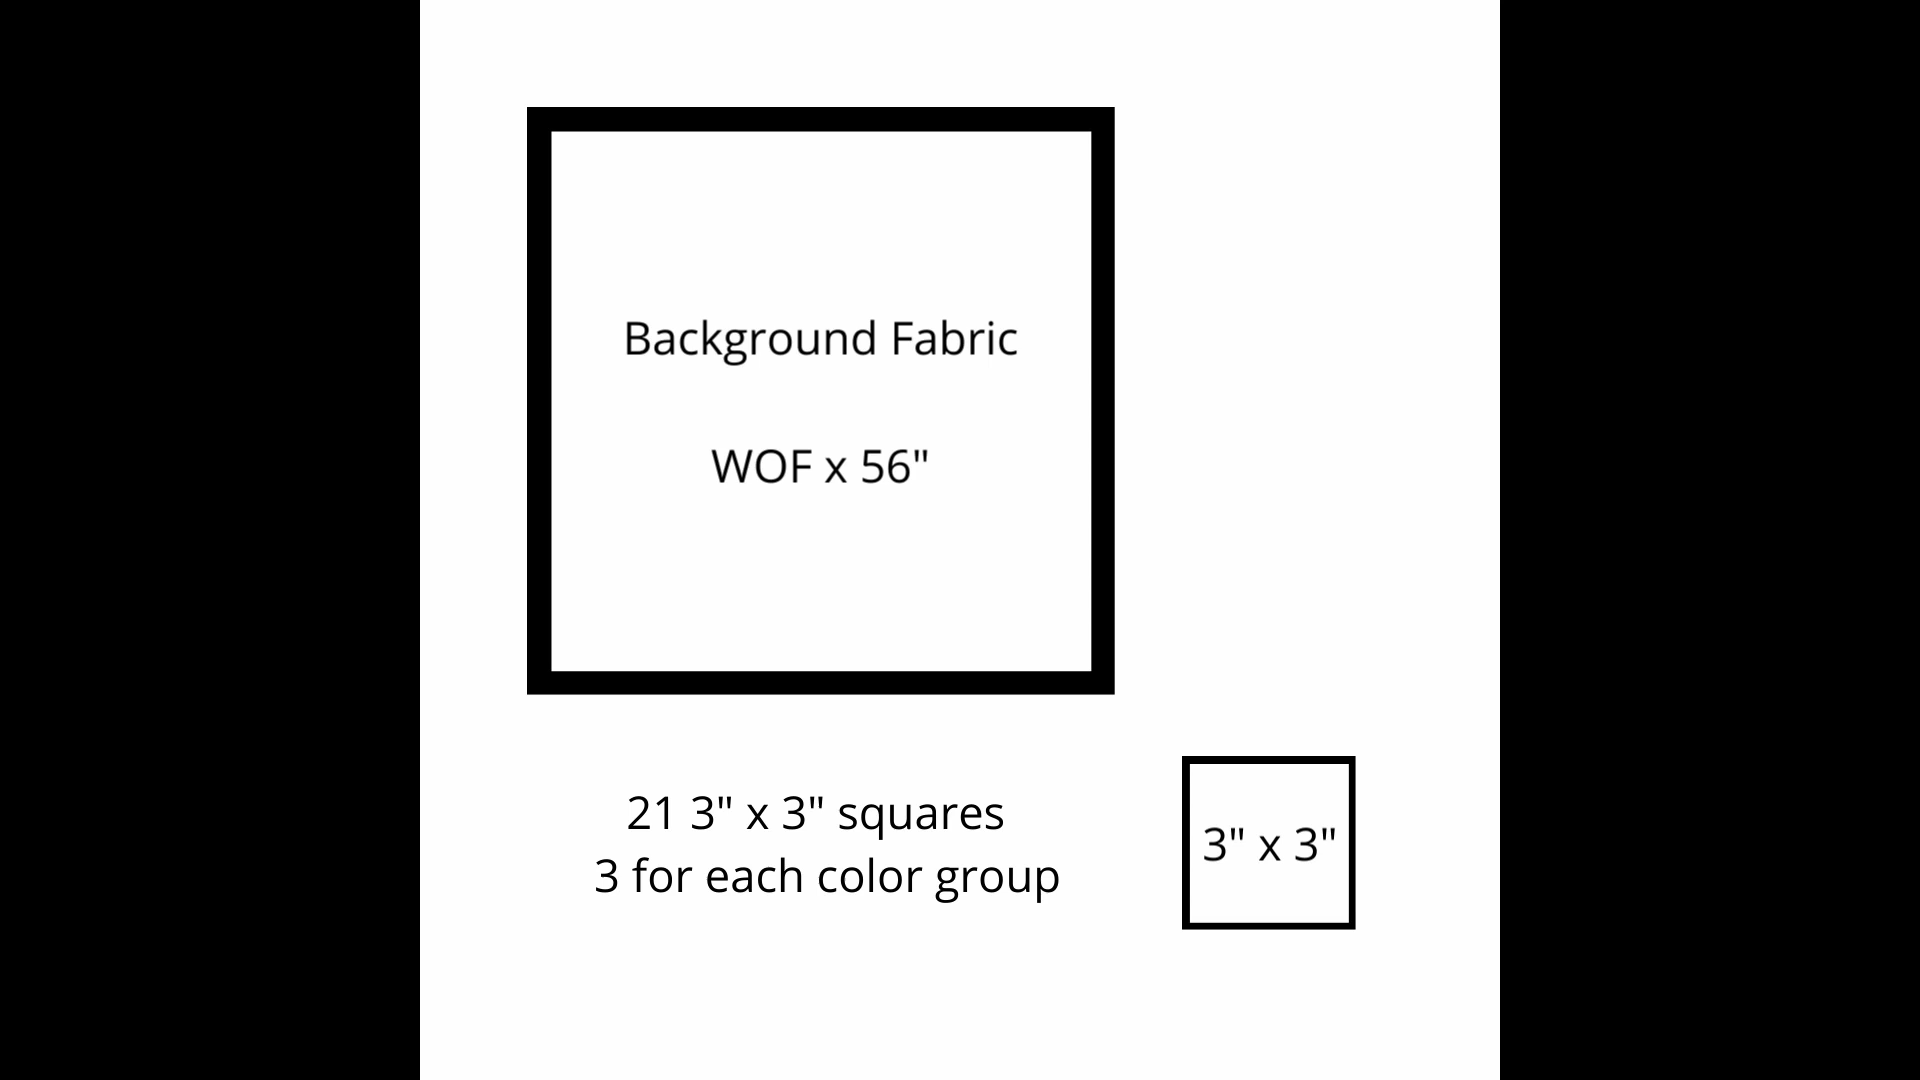 Background Fabric
WOF x 56"
21 3" x 3" squares
3 for each color group
3" x 3"